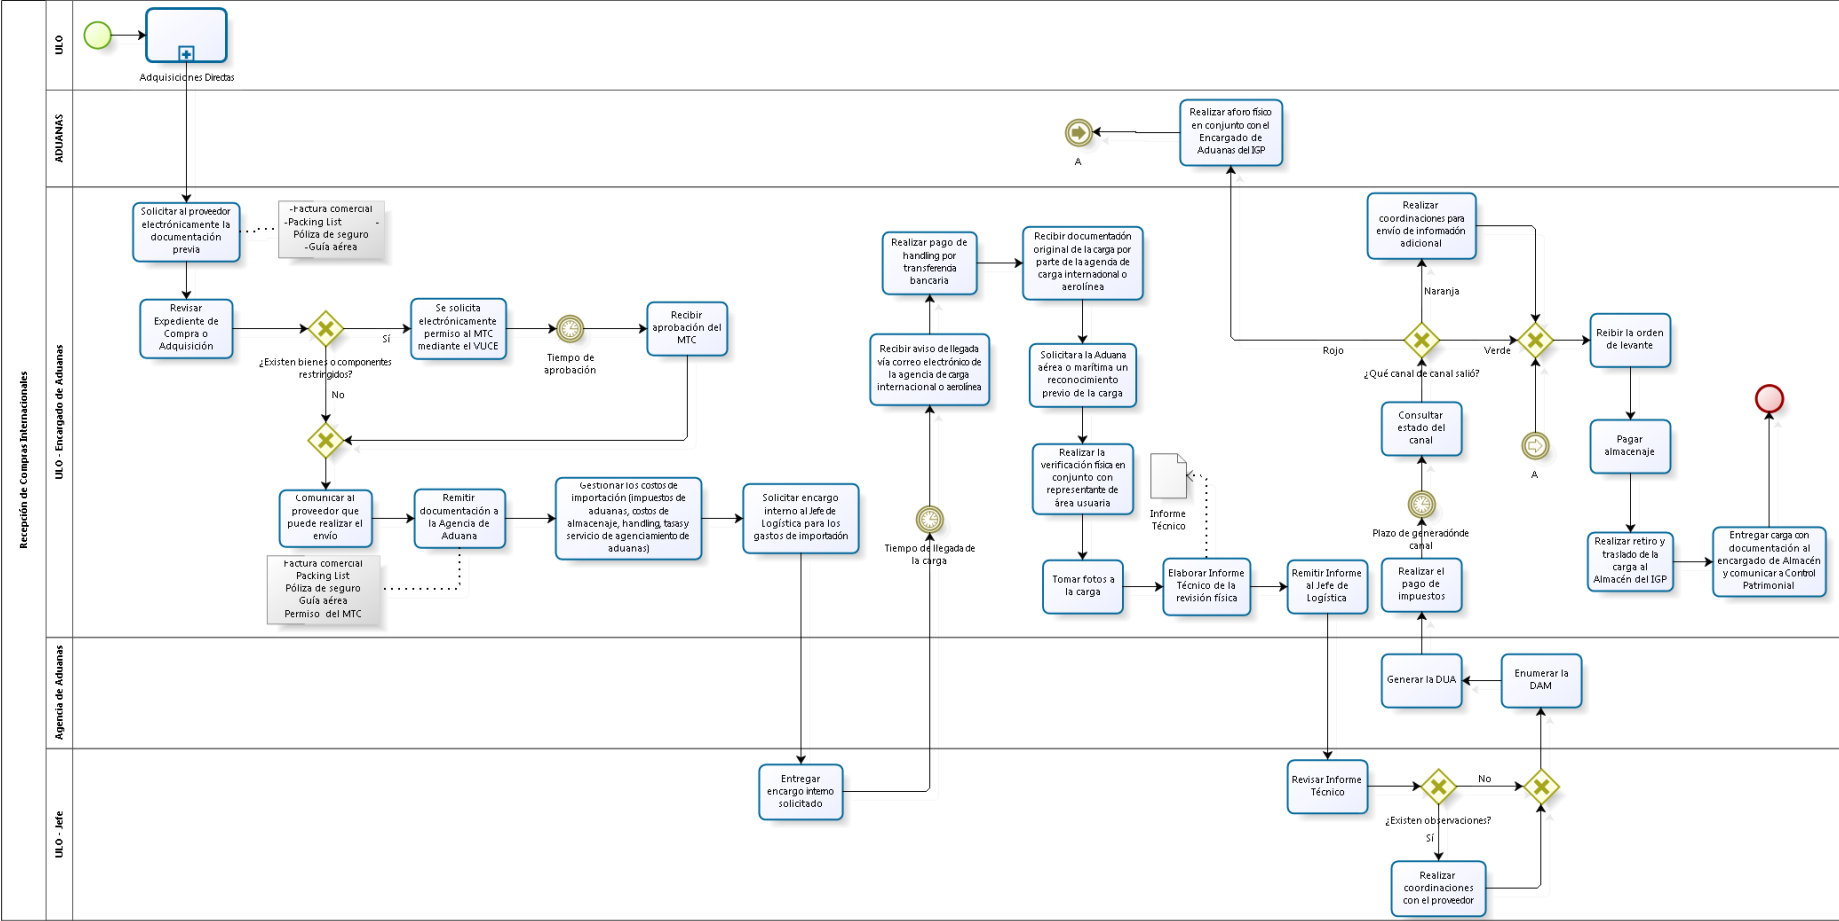 Recepción de Compras Internacionales
ULO
Adquisiciones Directas
ADUANAS
Realizar aforo físico
en conjunto con el
Encargado de
Aduanas del IGP
A
ULO - Encargado de Aduanas
Solicitar al proveedor
electrónicamente la
documentación
previa
-Factura comercial
-Packing List -
Póliza de seguro
-Guía aérea
Revisar
Expediente de
Compra o
Adquisición
¿Existen bienes o componentes
restringidos?
Sí
No
Se solicita
electrónicamente
permiso al MTC
mediante el VUCE
Tiempo de
aprobación
Recibir
aprobación del
MTC
Comunicar al
proveedor que
puede realizar el
envío
Remitir
documentación a
la Agencia de
Aduana
Factura comercial
Packing List
Póliza de seguro
Guía aérea
Permiso del MTC
Gestionar los costos de
importación (impuestos de
aduanas, costos de
almacenaje, handling, tasas y
servicio de agenciamiento de
aduanas)
Solicitar encargo
interno al Jefe de
Logística para los
gastos de importación
Tiempo de llegada de
la carga
Recibir aviso de llegada
vía correo electrónico de
la agencia de carga
internacional o aerolínea
Realizar pago de
handling por
transferencia
bancaria
Recibir documentación
original de la carga por
parte de la agencia de
carga internacional o
aerolínea
Solicitar a la Aduana
aérea o marítima un
reconocimiento
previo de la carga
Realizar la
verificación física en
conjunto con
representante de
área usuaria
Tomar fotos a
la carga
Informe
Técnico
Elaborar Informe
Técnico de la
revisión física
Remitir Informe
al Jefe de
Logística
Realizar el
pago de
impuestos
Plazo de generaciónde
canal
Consultar
estado del
canal
¿Qué canal de canal salió?
Rojo
Naranja
Verde
Realizar
coordinaciones para
envío de información
adicional
A
Reibir la orden
de levante
Pagar
almacenaje
Realizar retiro y
traslado de la
carga al
Almacén del IGP
Entregar carga con
documentación al
encargado de Almacén
y comunicar a Control
Patrimonial
Agencia de Aduanas
Generar la DUA
Enumerar la
DAM
ULO - Jefe
Entregar
encargo interno
solicitado
Revisar Informe
Técnico
¿Existen observaciones?
No
Sí
Realizar
coordinaciones
con el proveedor